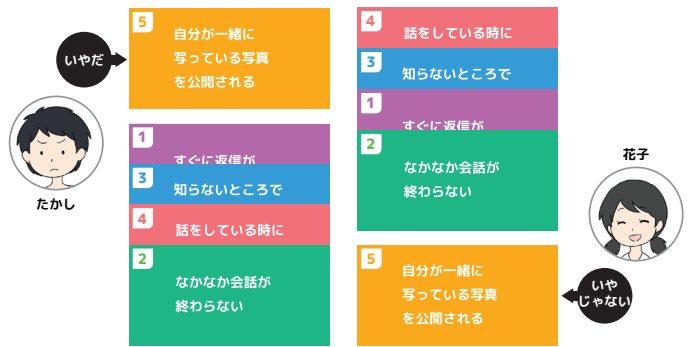 いやだ
5
自分が一緒に
写っている写真
を公開される
1
すぐに返信が
3
知らないところで
4
話をしている時に
2
なかなか会話が
終わらない
たかし
4
話をしている時に
3
知らないところで
1
すぐに返信が
2
なかなか会話が
終わらない
5
自分が一緒に
写っている写真
を公開される
花子
いや
じゃない